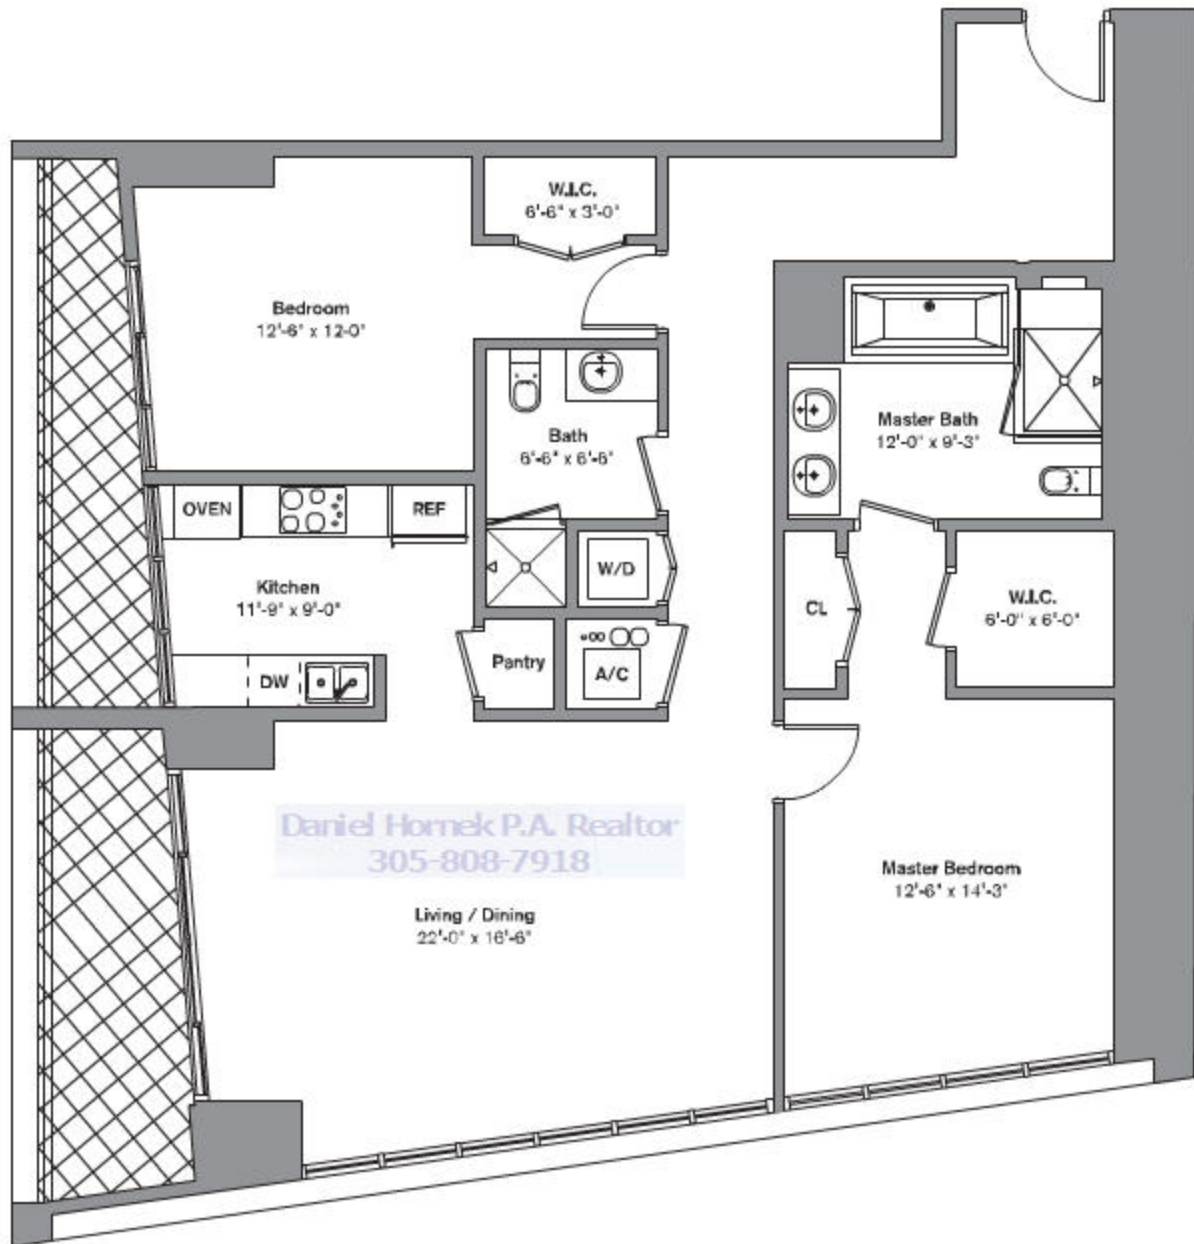 W.I.C.
6'-6" x 3'-0"
Bedroom
12'-6" x 12-0"
Master Bath
12'-0" x 9'-3"
Bath
6'-6" x 6'-6"
OVEN
REF
W/D
Kitchen
11'-9" x 9'-0"
CL
W.I.C.
6'-0" x 6'-0"
Pantry
A/C
DW
Daniel Hornek P.A. Realtor
305-808-7918
Master Bedroom
12'-6" x 14'-3"
Living / Dining
22'-0" x 16'-6"